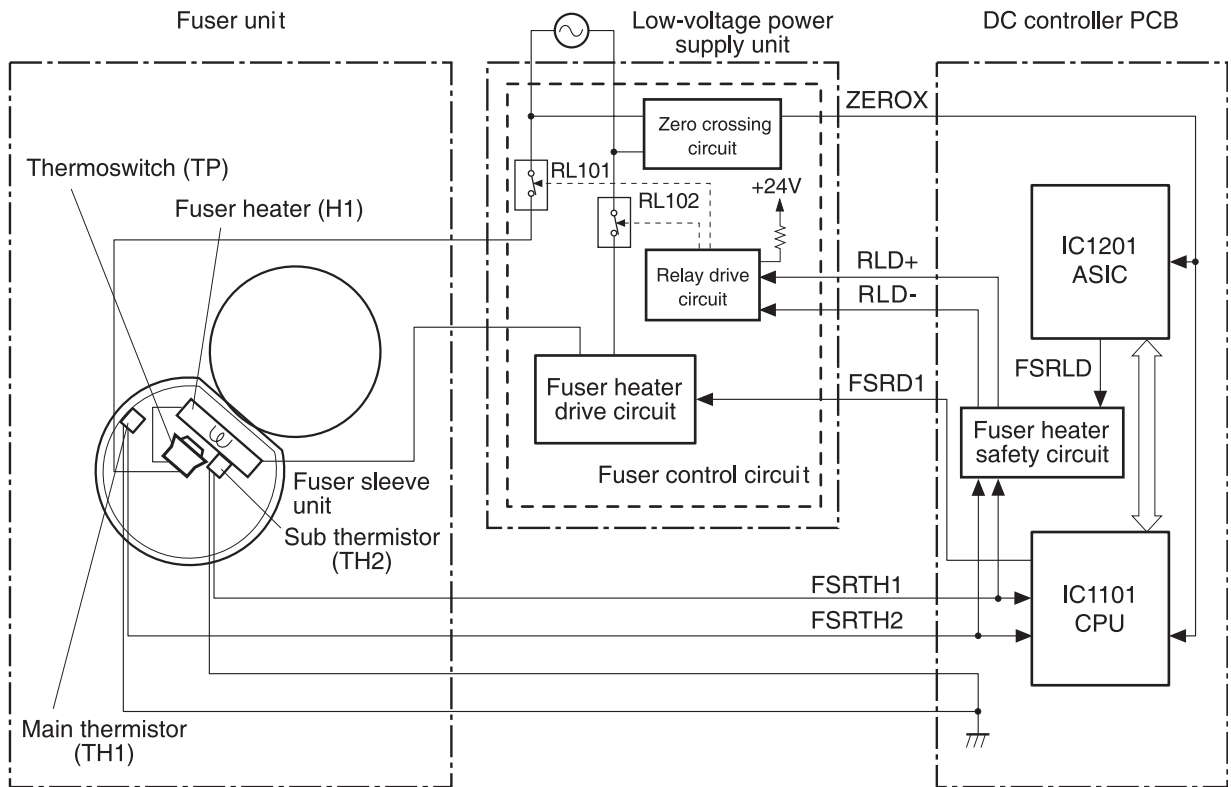 Fuser unit
Low-voltage power
supply unit
DC controller PCB
ZEROX
Zero crossing
circuit
Thermoswitch (TP)
RL101
+24V
Fuser heater (H1)
RL102
IC1201
ASIC
Relay drive
circuit
RLD+
RLD-
FSRLD
Fuser heater
drive circuit
FSRD1
Fuser heater
safety circuit
Fuser control circuit
Fuser sleeve
unit
Sub thermistor
(TH2)
FSRTH1
IC1101
CPU
FSRTH2
Main thermistor
(TH1)